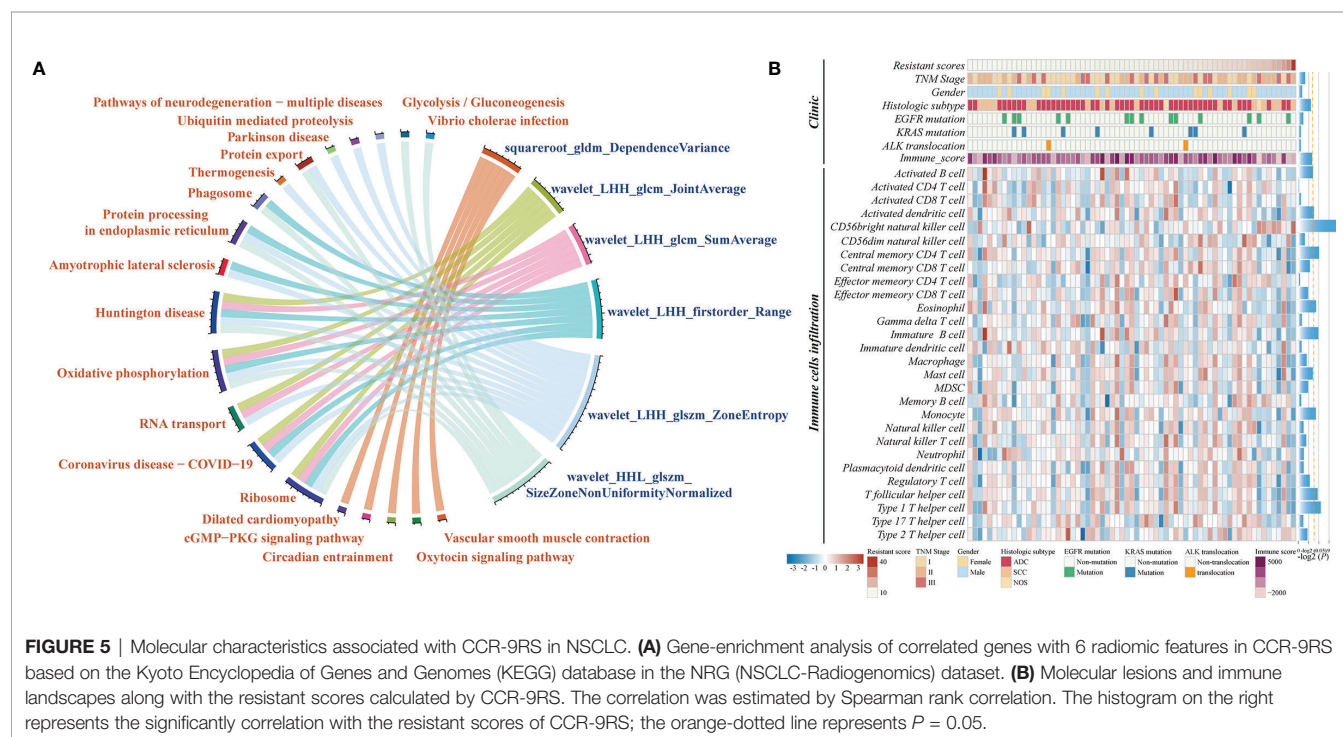 A
Pathways of neurodegeneration − multiple diseases
Glycolysis / Gluconeogenesis
Ubiquitin mediated proteolysis
Vibrio cholerae infection
Parkinson disease
Protein export
Thermogenesis
Phagosome
Protein processing
in endoplasmic reticulum
Amyotrophic lateral sclerosis
Huntington disease
Oxidative phosphorylation
RNA transport
Coronavirus disease − COVID−19
Ribosome
Dilated cardiomyopathy
cGMP−PKG signaling pathway
Circadian entrainment
Vascular smooth muscle contraction
Oxytocin signaling pathway
squareroot_gldm_DependenceVariance
wavelet_LHH_glcm_JointAverage
wavelet_LHH_glcm_SumAverage
wavelet_LHH_firstorder_Range
wavelet_LHH_glszm_ZoneEntropy
wavelet_HHL_glszm_
SizeZoneNonUniformityNormalized
B
Clinic
Resistant scores
TNM Stage
Gender
Histologic subtype
EGFR mutation
KRAS mutation
ALK translocation
Immune_score
Immune cells infiltration
Activated B cell
Activated CD4 T cell
Activated CD8 T cell
Activated dendritic cell
CD56bright natural killer cell
CD56dim natural killer cell
Central memory CD4 T cell
Central memory CD8 T cell
Effector memeory CD4 T cell
Effector memeory CD8 T cell
Eosinophil
Gamma delta T cell
Immature B cell
Immature dendritic cell
Macrophage
Mast cell
MDSC
Memory B cell
Monocyte
Natural killer cell
Natural killer T cell
Neutrophil
Plasmacytoid dendritic cell
Regulatory T cell
T follicular helper cell
Type 1 T helper cell
Type 17 T helper cell
Type 2 T helper cell
-3 -2 -1 0 1 2 3
Resistant score
40
10
TNM Stage
I
II
III
Gender
Female
Male
Histologic subtype
ADC
SCC
NOS
EGFR mutation
Non-mutation
Mutation
KRAS mutation
Non-mutation
Mutation
ALK translocation
Non-translocation
translocation
Immune score
5000
−2000
-log2 (P)
FIGURE 5 | Molecular characteristics associated with CCR-9RS in NSCLC. (A) Gene-enrichment analysis of correlated genes with 6 radiomic features in CCR-9RS
based on the Kyoto Encyclopedia of Genes and Genomes (KEGG) database in the NRG (NSCLC-Radiogenomics) dataset. (B) Molecular lesions and immune
landscapes along with the resistant scores calculated by CCR-9RS. The correlation was estimated by Spearman rank correlation. The histogram on the right
represents the significantly correlation with the resistant scores of CCR-9RS; the orange-dotted line represents P = 0.05.